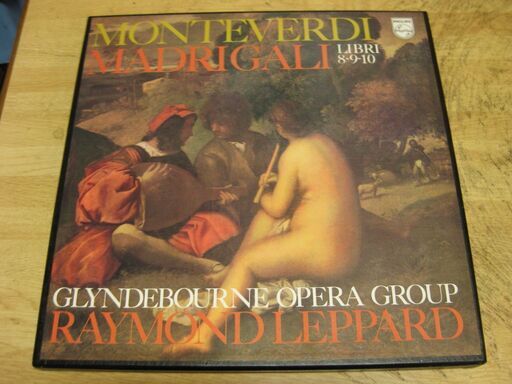 MONTEVERDI
MADRIGALI LIBRI
8·9·10
PHILIPS
GLYNDEBOURNE OPERA GROUP
RAYMOND LEPPARD